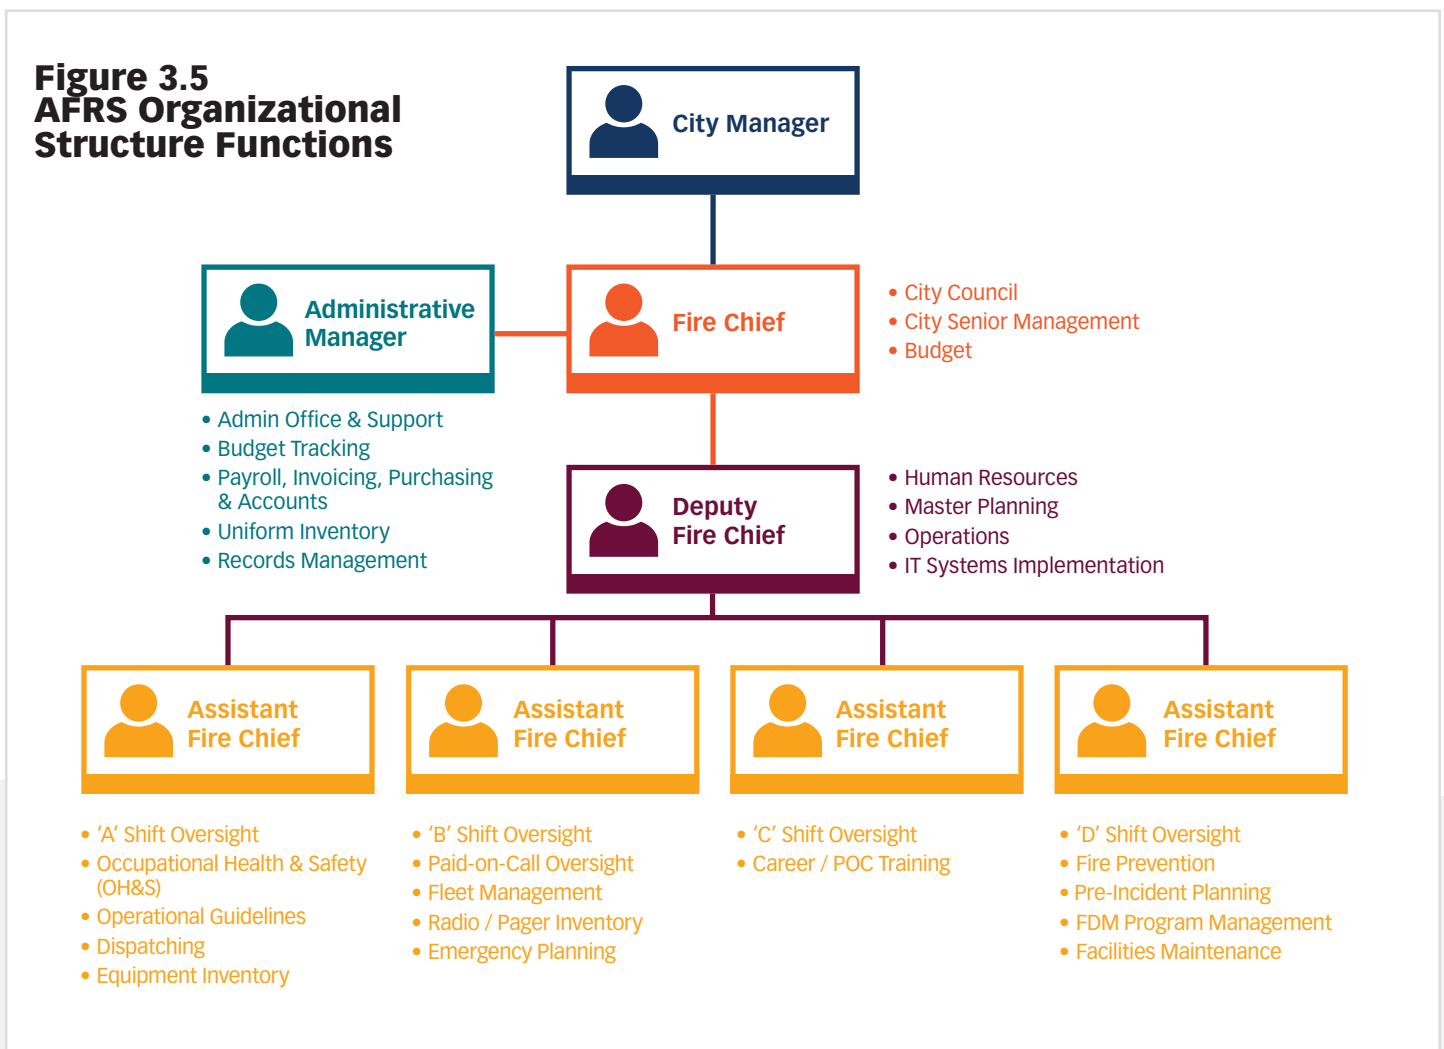 Figure 3.5
AFRS Organizational
Structure Functions
City Manager
Administrative
Manager
Fire Chief
• City Council
• City Senior Management
• Budget
• Admin Office & Support
• Budget Tracking
• Payroll, Invoicing, Purchasing
& Accounts
• Uniform Inventory
• Records Management
Deputy
Fire Chief
• Human Resources
• Master Planning
• Operations
• IT Systems Implementation
Assistant
Fire Chief
• ‘A’ Shift Oversight
• Occupational Health & Safety
(OH&S)
• Operational Guidelines
• Dispatching
• Equipment Inventory
Assistant
Fire Chief
• ‘B’ Shift Oversight
• Paid-on-Call Oversight
• Fleet Management
• Radio / Pager Inventory
• Emergency Planning
Assistant
Fire Chief
• ‘C’ Shift Oversight
• Career / POC Training
Assistant
Fire Chief
• ‘D’ Shift Oversight
• Fire Prevention
• Pre-Incident Planning
• FDM Program Management
• Facilities Maintenance